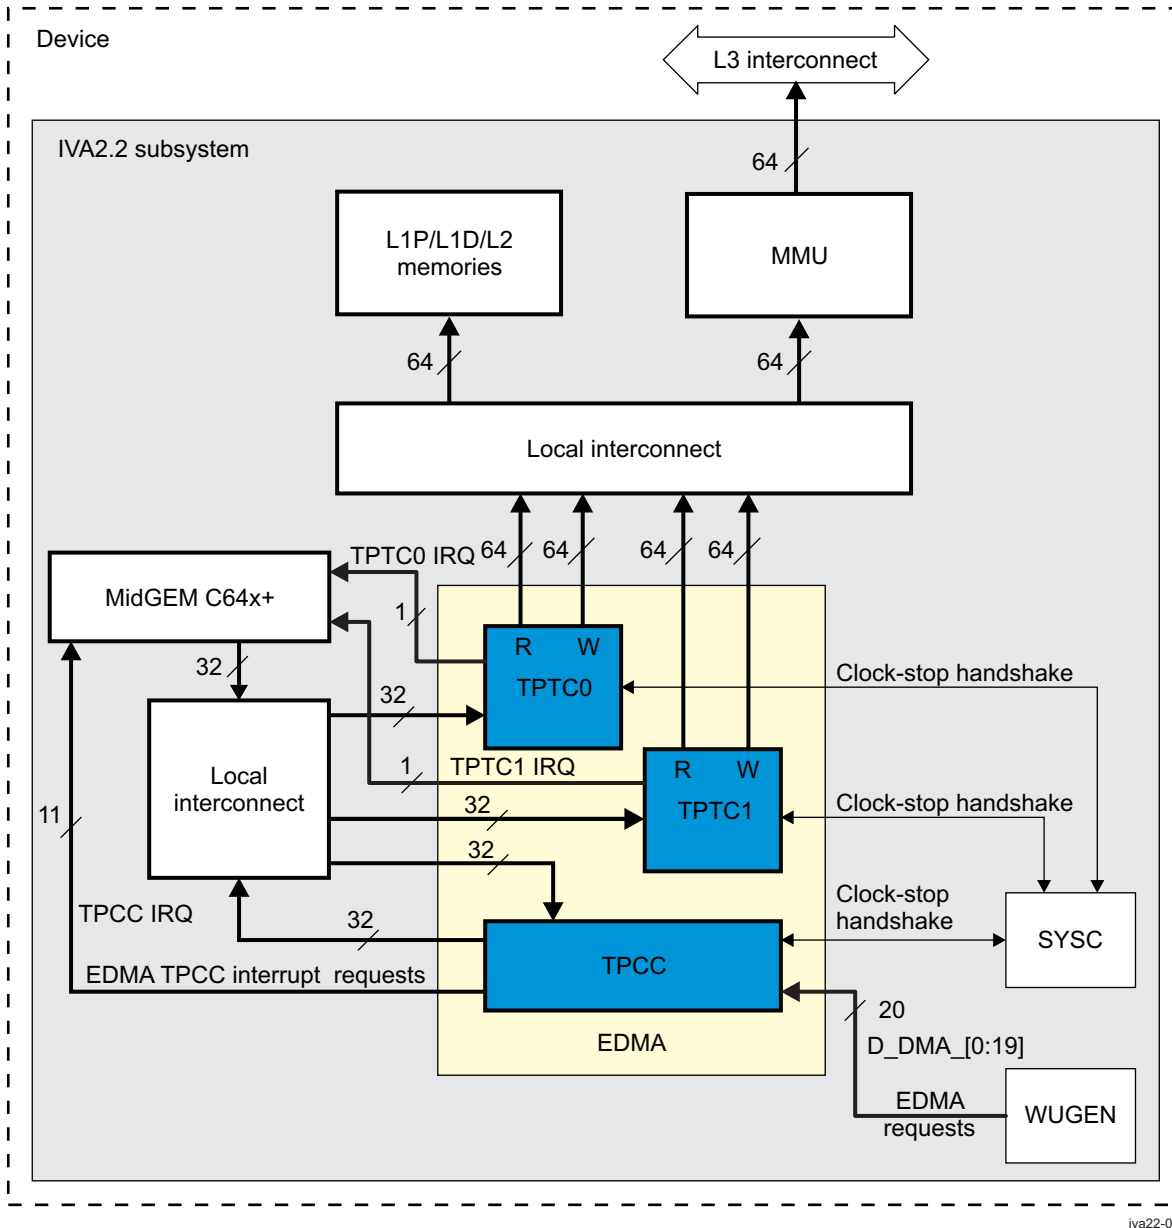 Device
L3 interconnect
IVA2.2 subsystem
64
L1P/L1D/L2
memories
MMU
64
64
Local interconnect
TPTC0 IRQ
64
64
64
64
MidGEM C64x+
1
R W
TPTC0
Clock-stop handshake
32
32
Local
interconnect
1
TPTC1 IRQ
R W
TPTC1
Clock-stop handshake
11
32
32
TPCC IRQ
32
Clock-stop
handshake
SYSC
TPCC
EDMA TPCC interrupt requests
20
D_DMA_[0:19]
EDMA
EDMA
requests
WUGEN